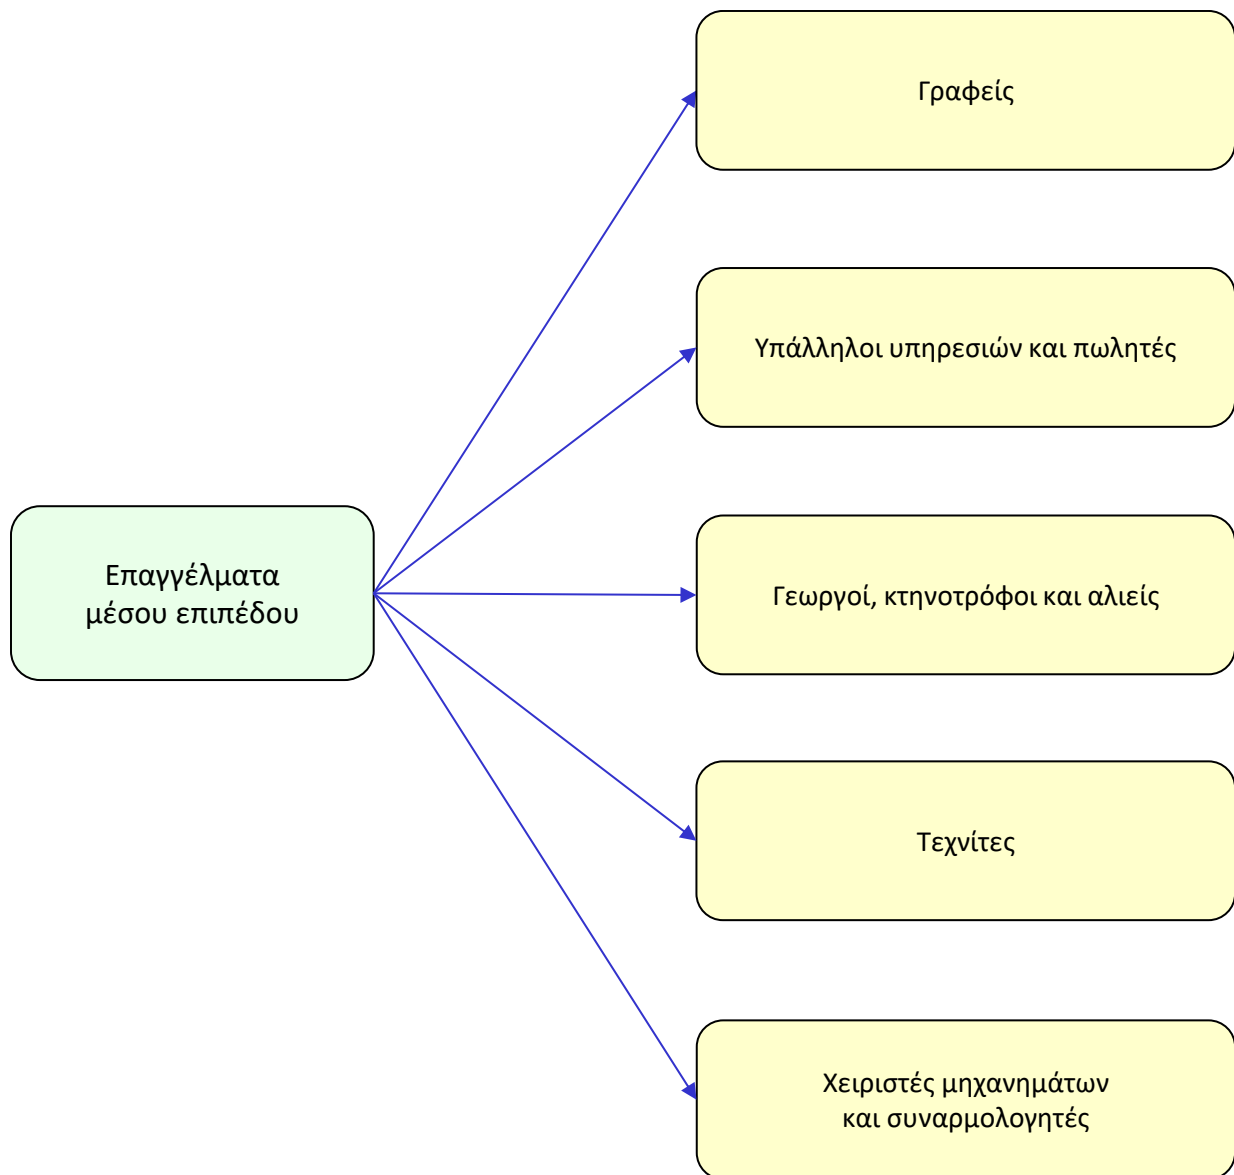 Γραφείς
Υπάλληλοι υπηρεσιών και πωλητές
Επαγγέλματα
μέσου επιπέδου
Γεωργοί, κτηνοτρόφοι και αλιείς
Τεχνίτες
Χειριστές μηχανημάτων
και συναρμολογητές